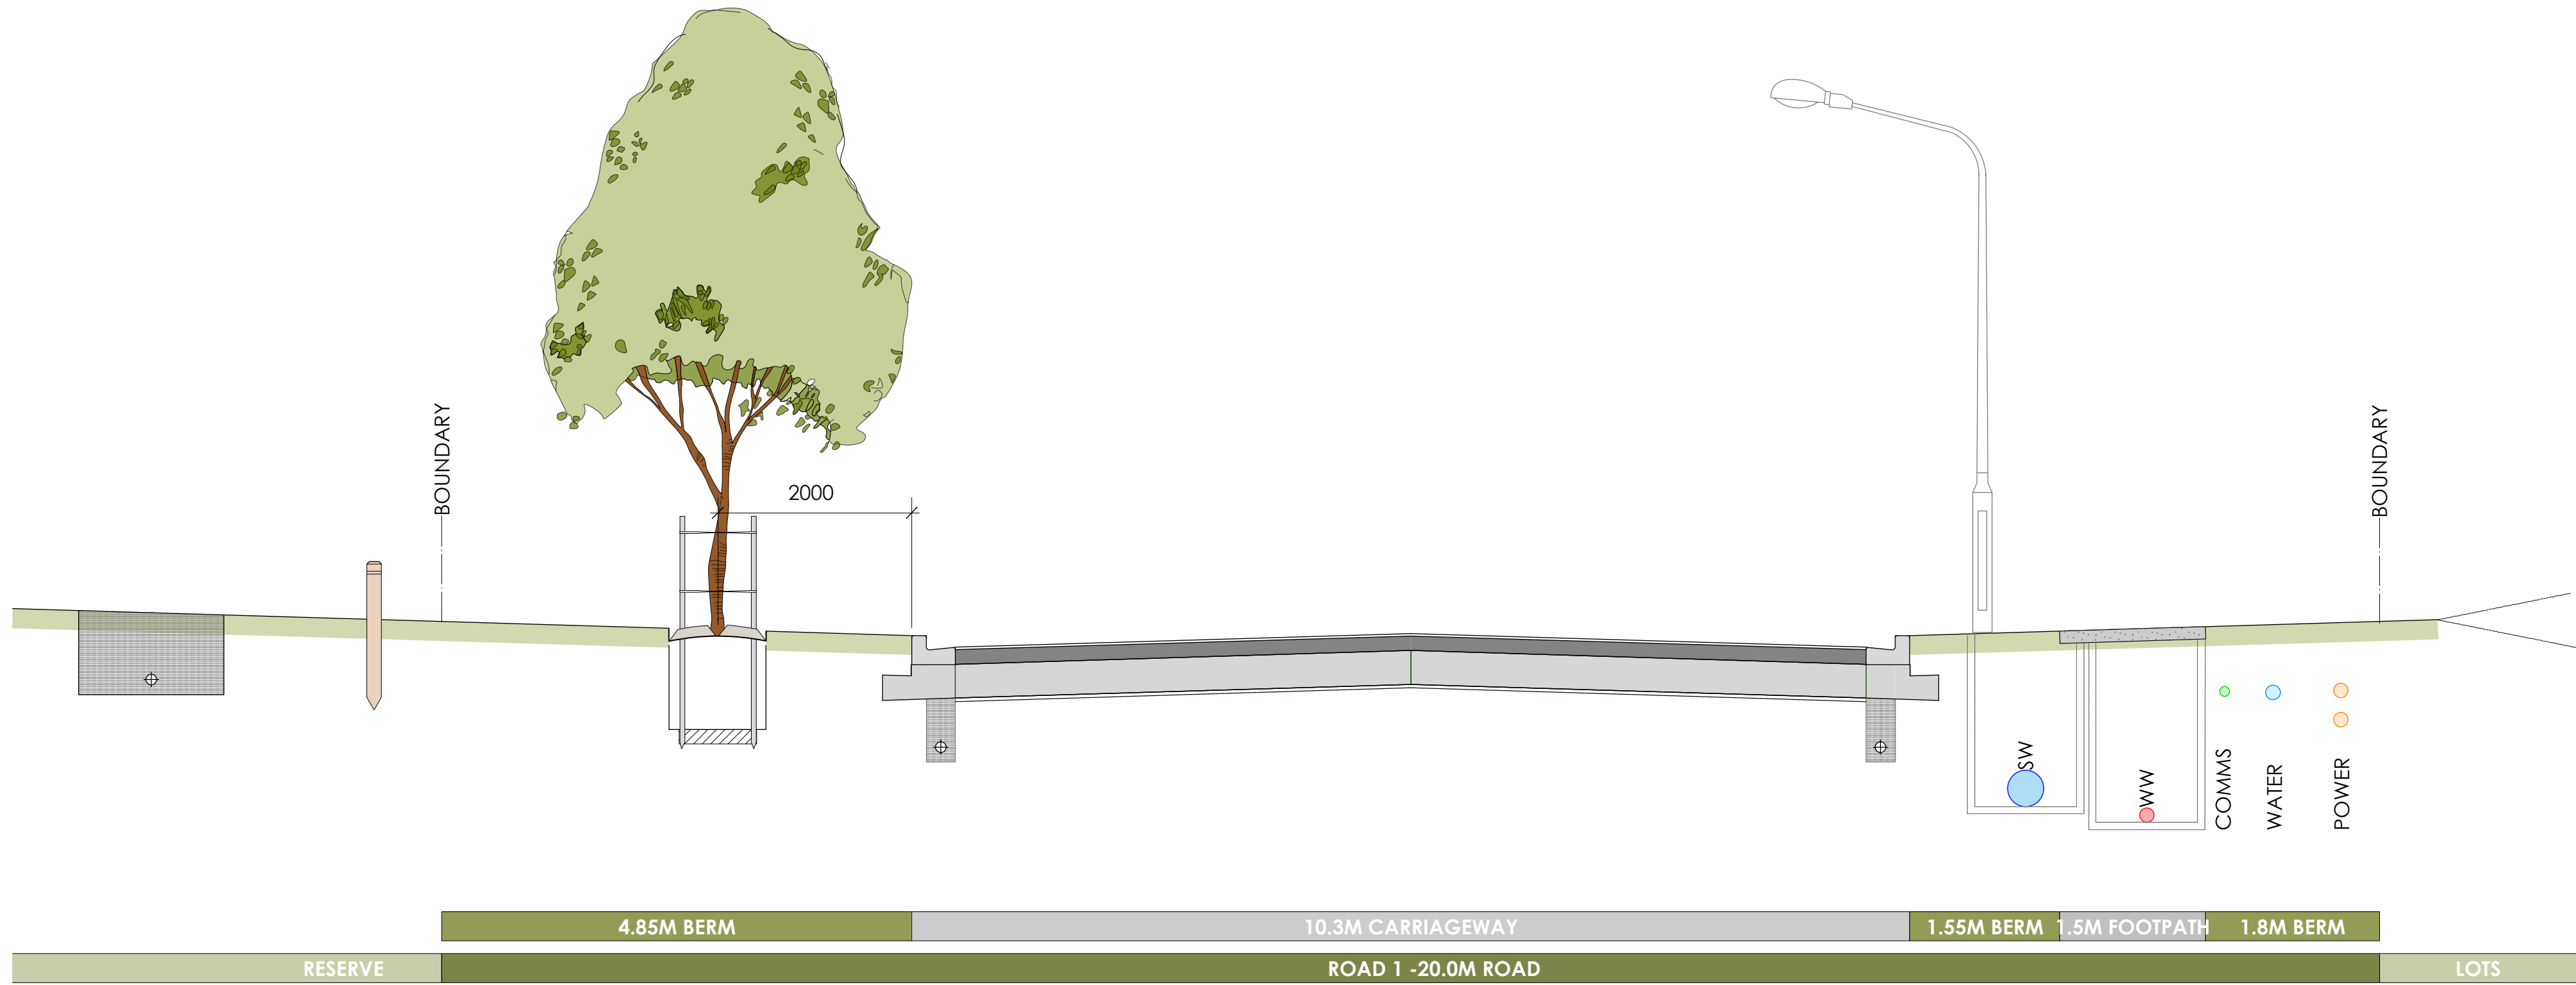 BOUNDARY
2000
BOUNDARY
SW
WW
COMMS
WATER
POWER
4.85M BERM
10.3M CARRIAGEWAY
1.55M BERM
1.5M FOOTPATH
1.8M BERM
RESERVE
ROAD 1 -20.0M ROAD
LOTS